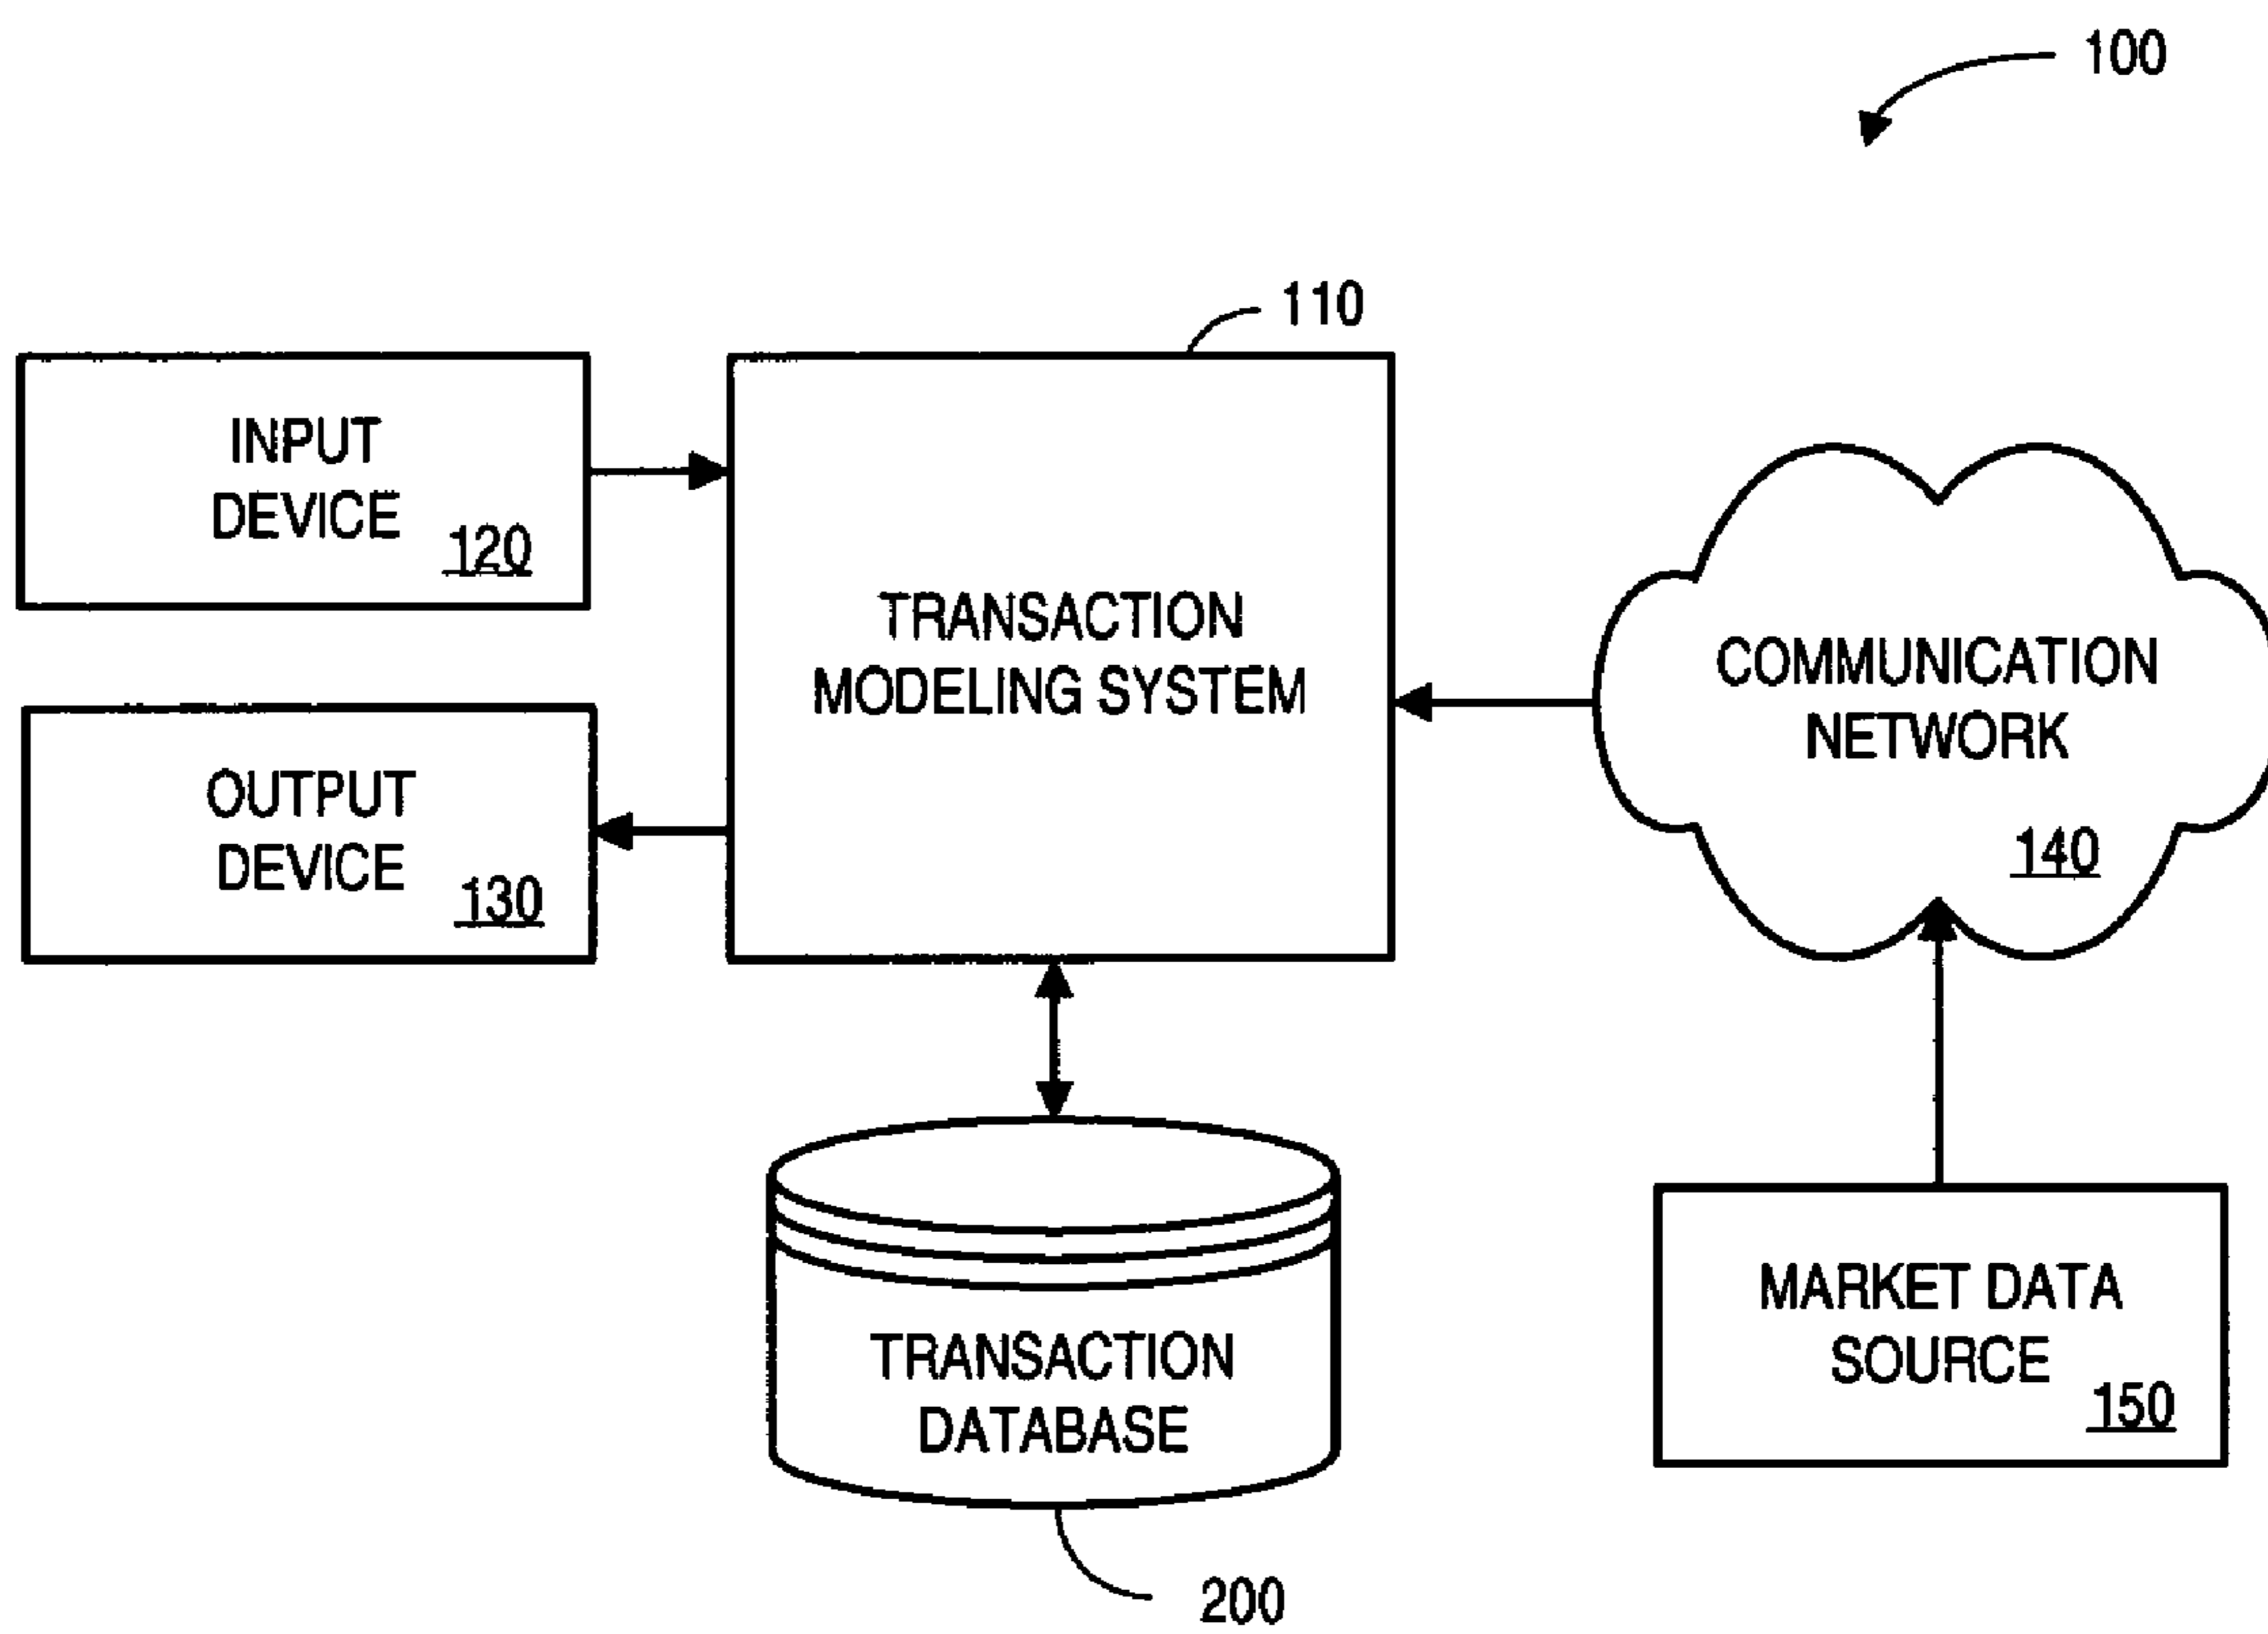 100
110
INPUT
DEVICE
120
TRANSACTION
MODELING SYSTEM
COMMUNICATION
NETWORK
140
OUTPUT
DEVICE
130
MARKET DATA
SOURCE
150
TRANSACTION
DATABASE
200